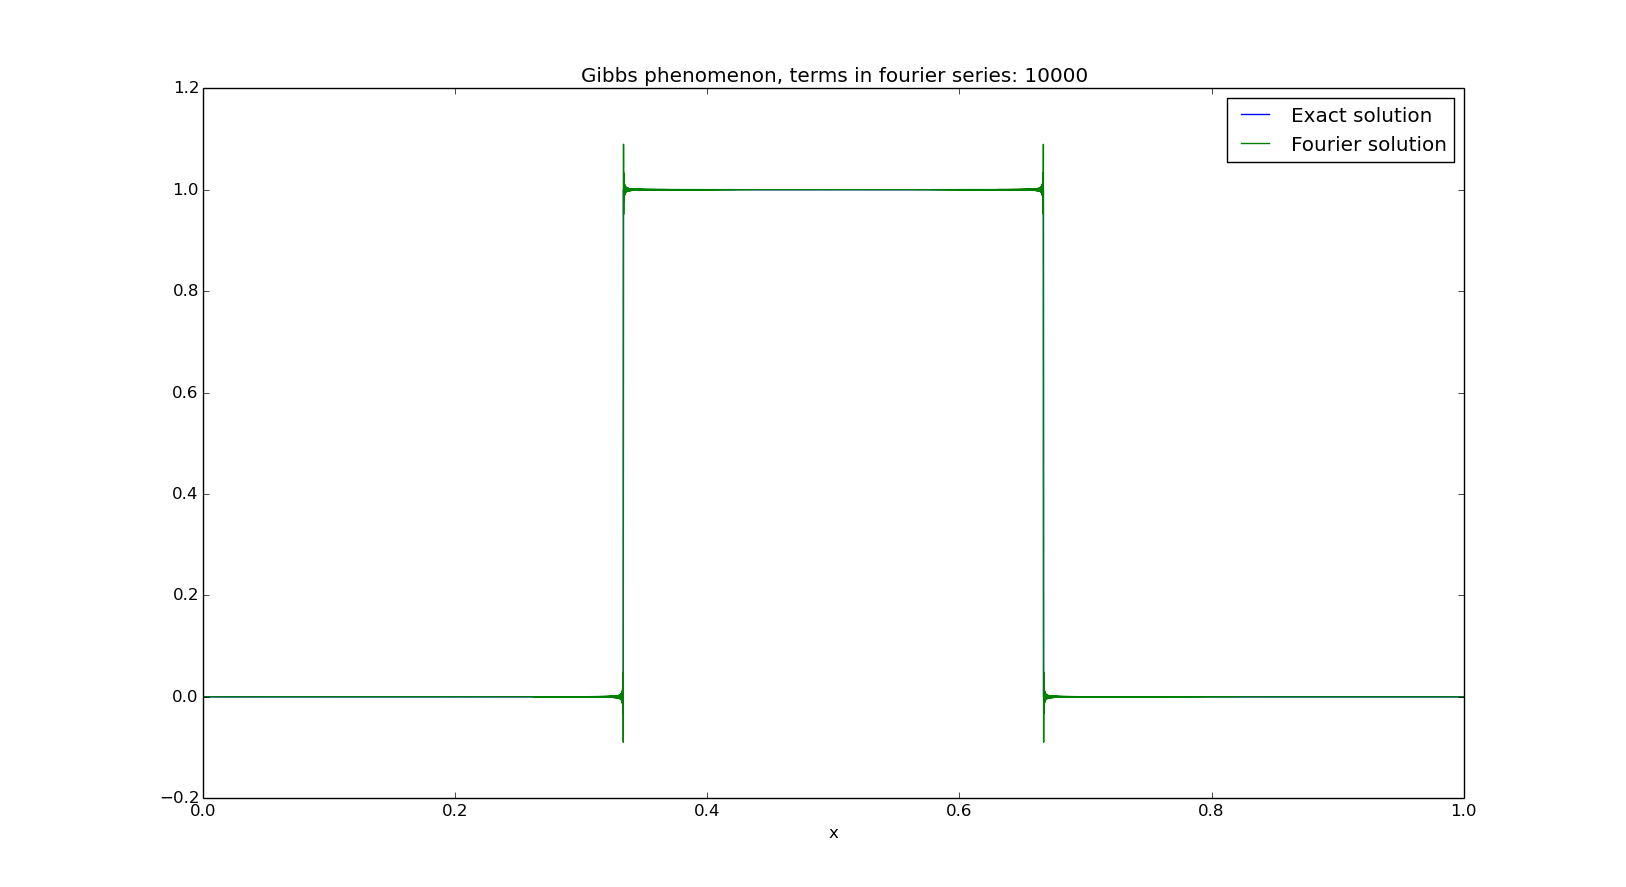 Gibbs phenomenon, terms in fourier series: 10000
1.2
Exact solution
Fourier solution
1.0
0.8
0.6
0.4
0.2
0.0
−0.2
0.0 0.2 0.4 0.6 0.8 1.0
x